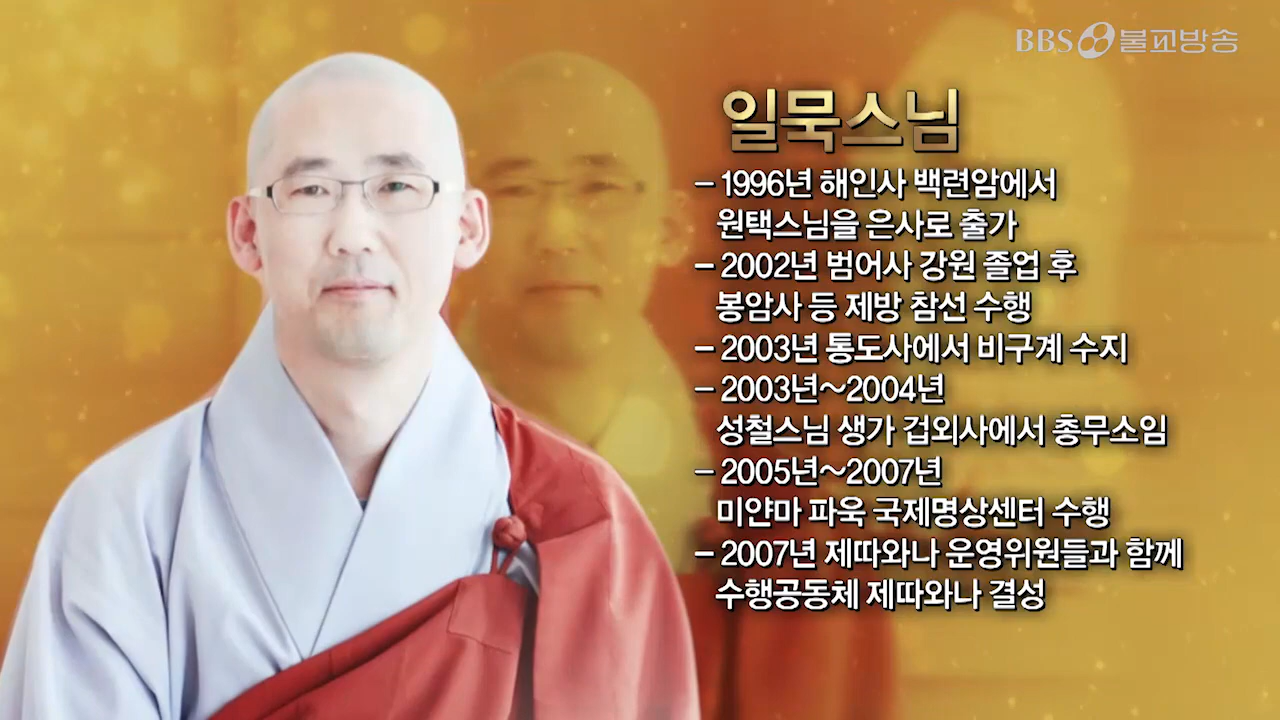 BBS 불교방송
일묵스님
– 1996년 해인사 백련암에서
원택스님을 은사로 출가
– 2002년 범어사 강원 졸업 후
봉암사 등 제방 참선 수행
– 2003년 통도사에서 비구계 수지
– 2003년~2004년
성철스님 생가 겁외사에서 총무소임
– 2005년~2007년
미얀마 파욱 국제명상센터 수행
– 2007년 제따와나 운영위원들과 함께
수행공동체 제따와나 결성